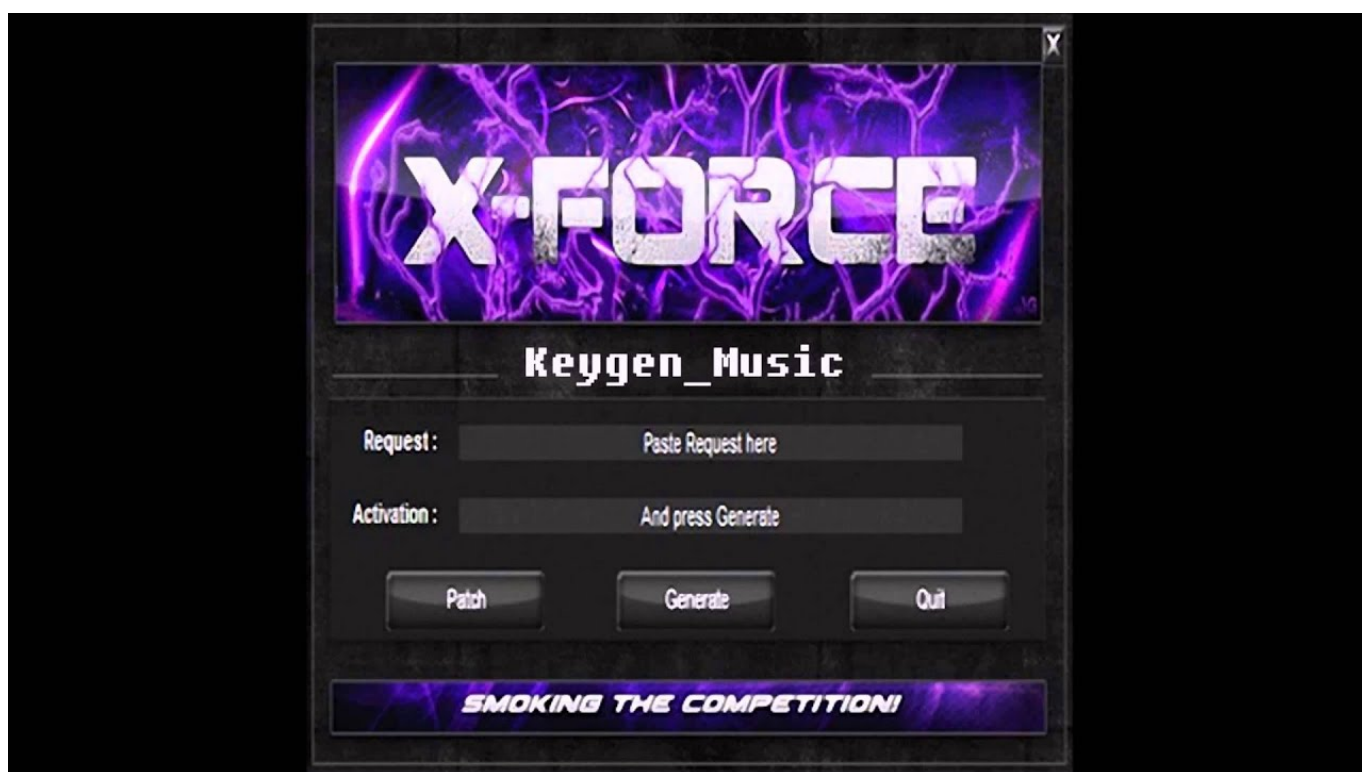 X
X-FORCE
Keygen_Music
Request : Paste Request here
Activation : And press Generate
Patch Generate Quit
SMOKING THE COMPETITION!